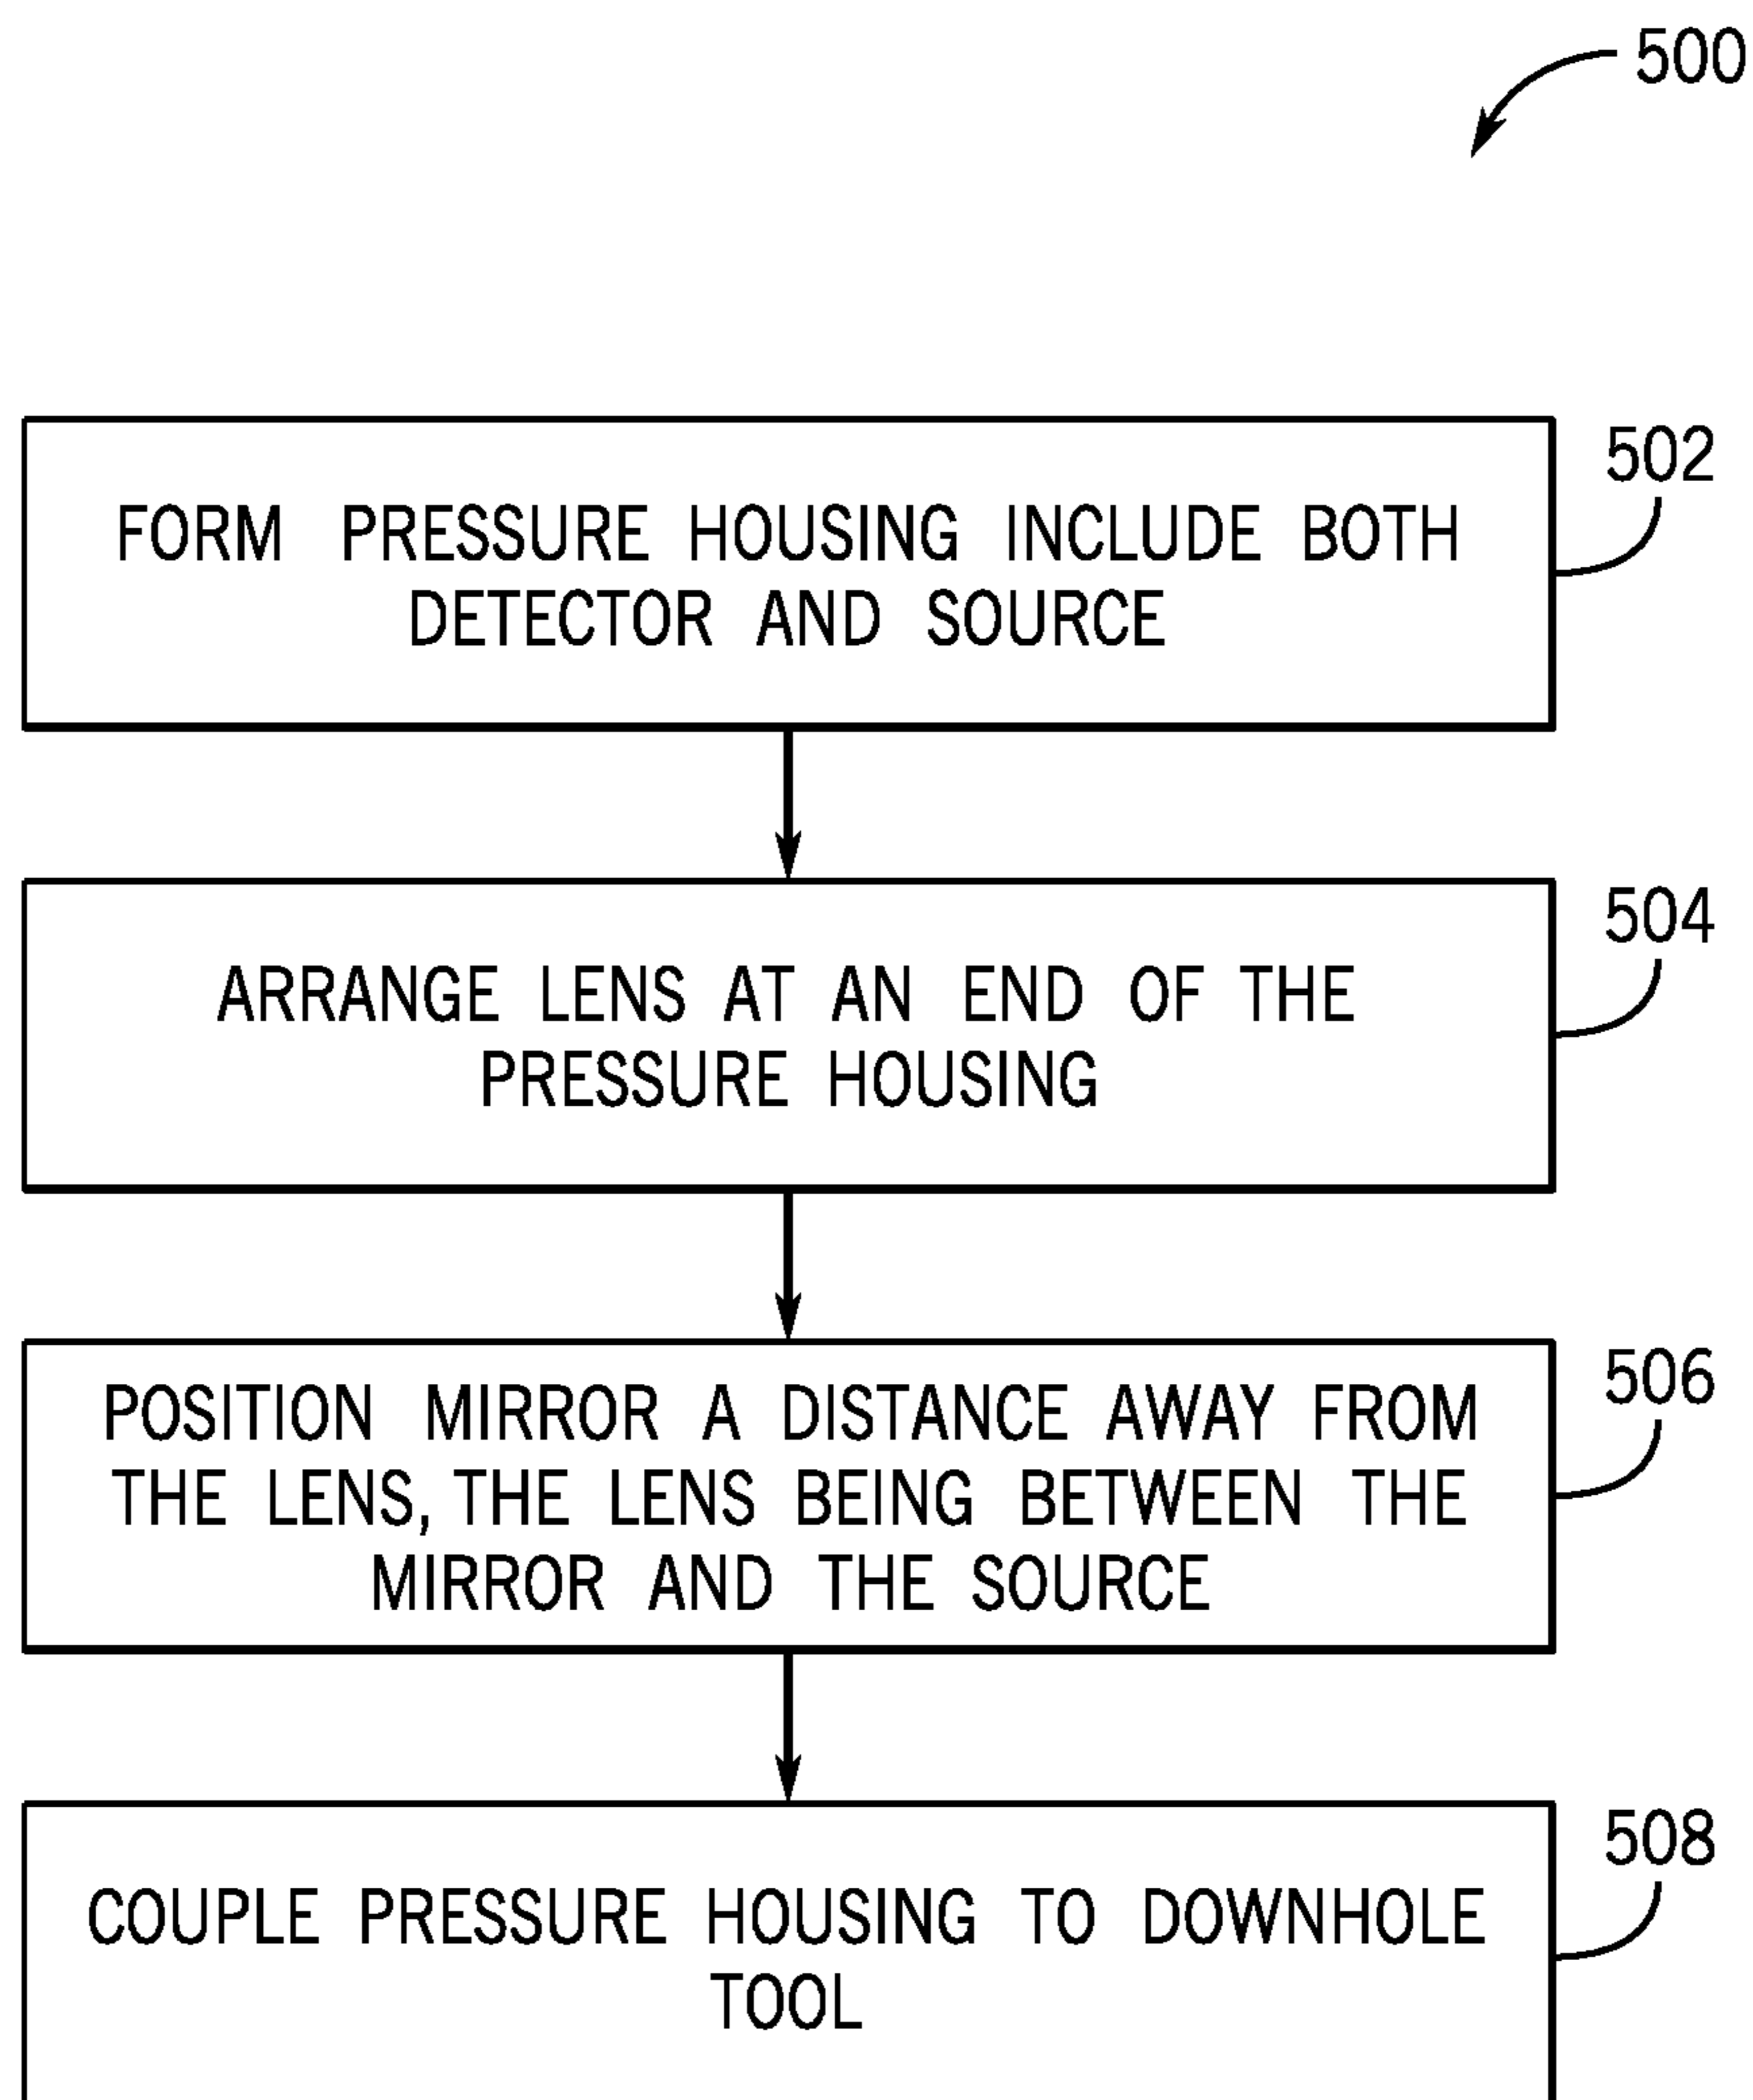 500
502
FORM PRESSURE HOUSING INCLUDE BOTH
DETECTOR AND SOURCE
504
ARRANGE LENS AT AN END OF THE
PRESSURE HOUSING
506
POSITION MIRROR A DISTANCE AWAY FROM
THE LENS, THE LENS BEING BETWEEN THE
MIRROR AND THE SOURCE
508
COUPLE PRESSURE HOUSING TO DOWNHOLE
TOOL